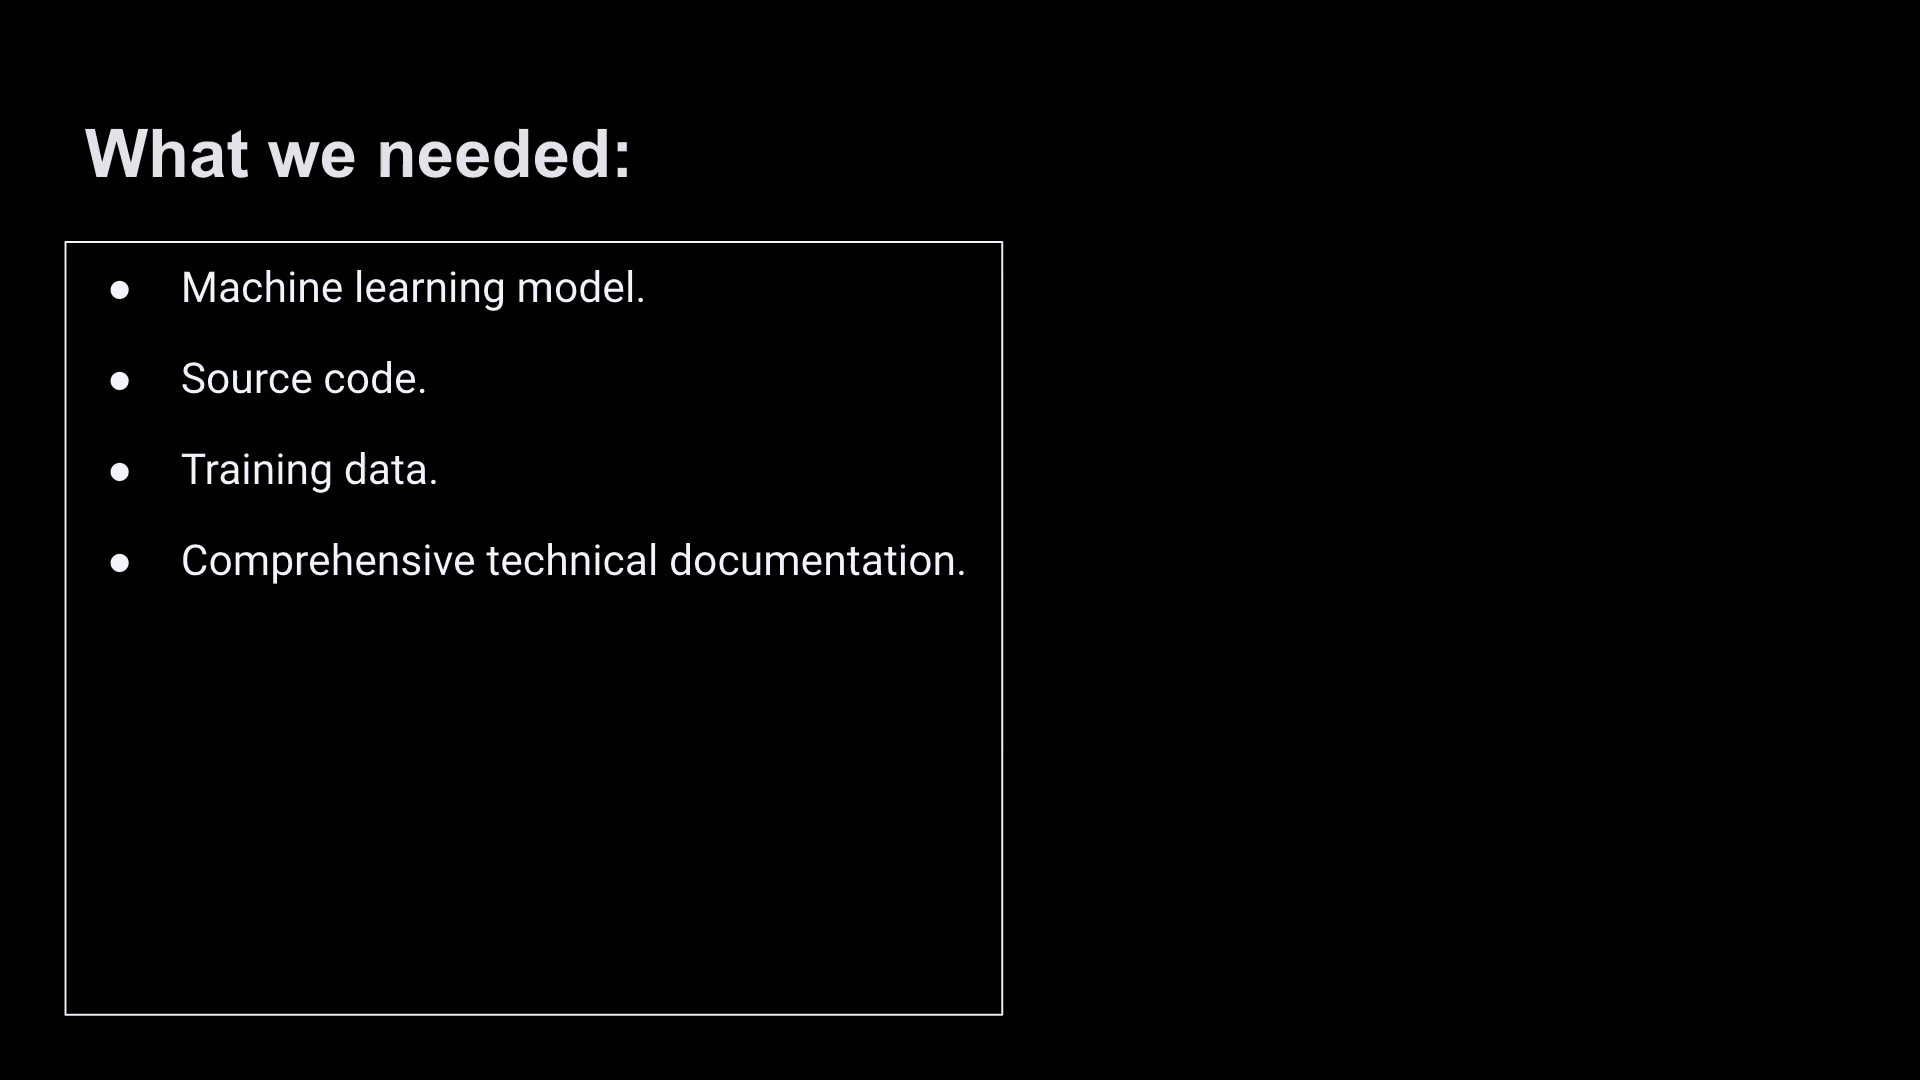 What we needed:
● Machine learning model.
● Source code.
● Training data.
● Comprehensive technical documentation.